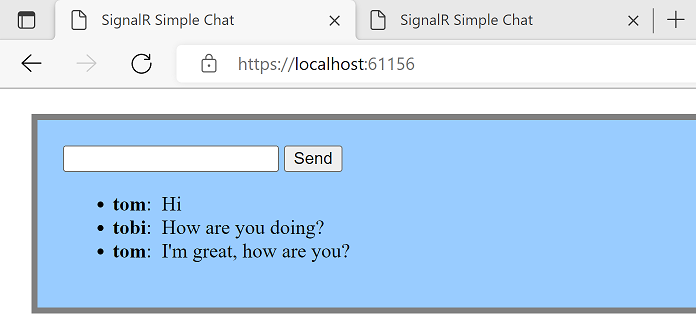 SignalR Simple Chat
SignalR Simple Chat
https://localhost:61156
Send
tom: Hi
tobi: How are you doing?
tom: I'm great, how are you?